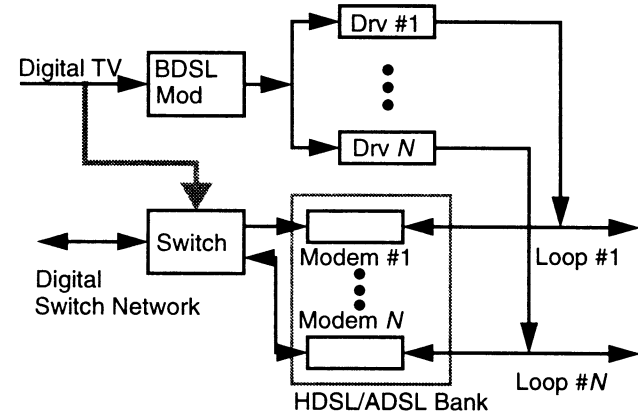 Drv #1
Digital TV
BDSL
Mod
Drv N
Switch
Modem #1
Loop #1
Digital
Switch Network
Modem N
Loop #N
HDSL/ADSL Bank